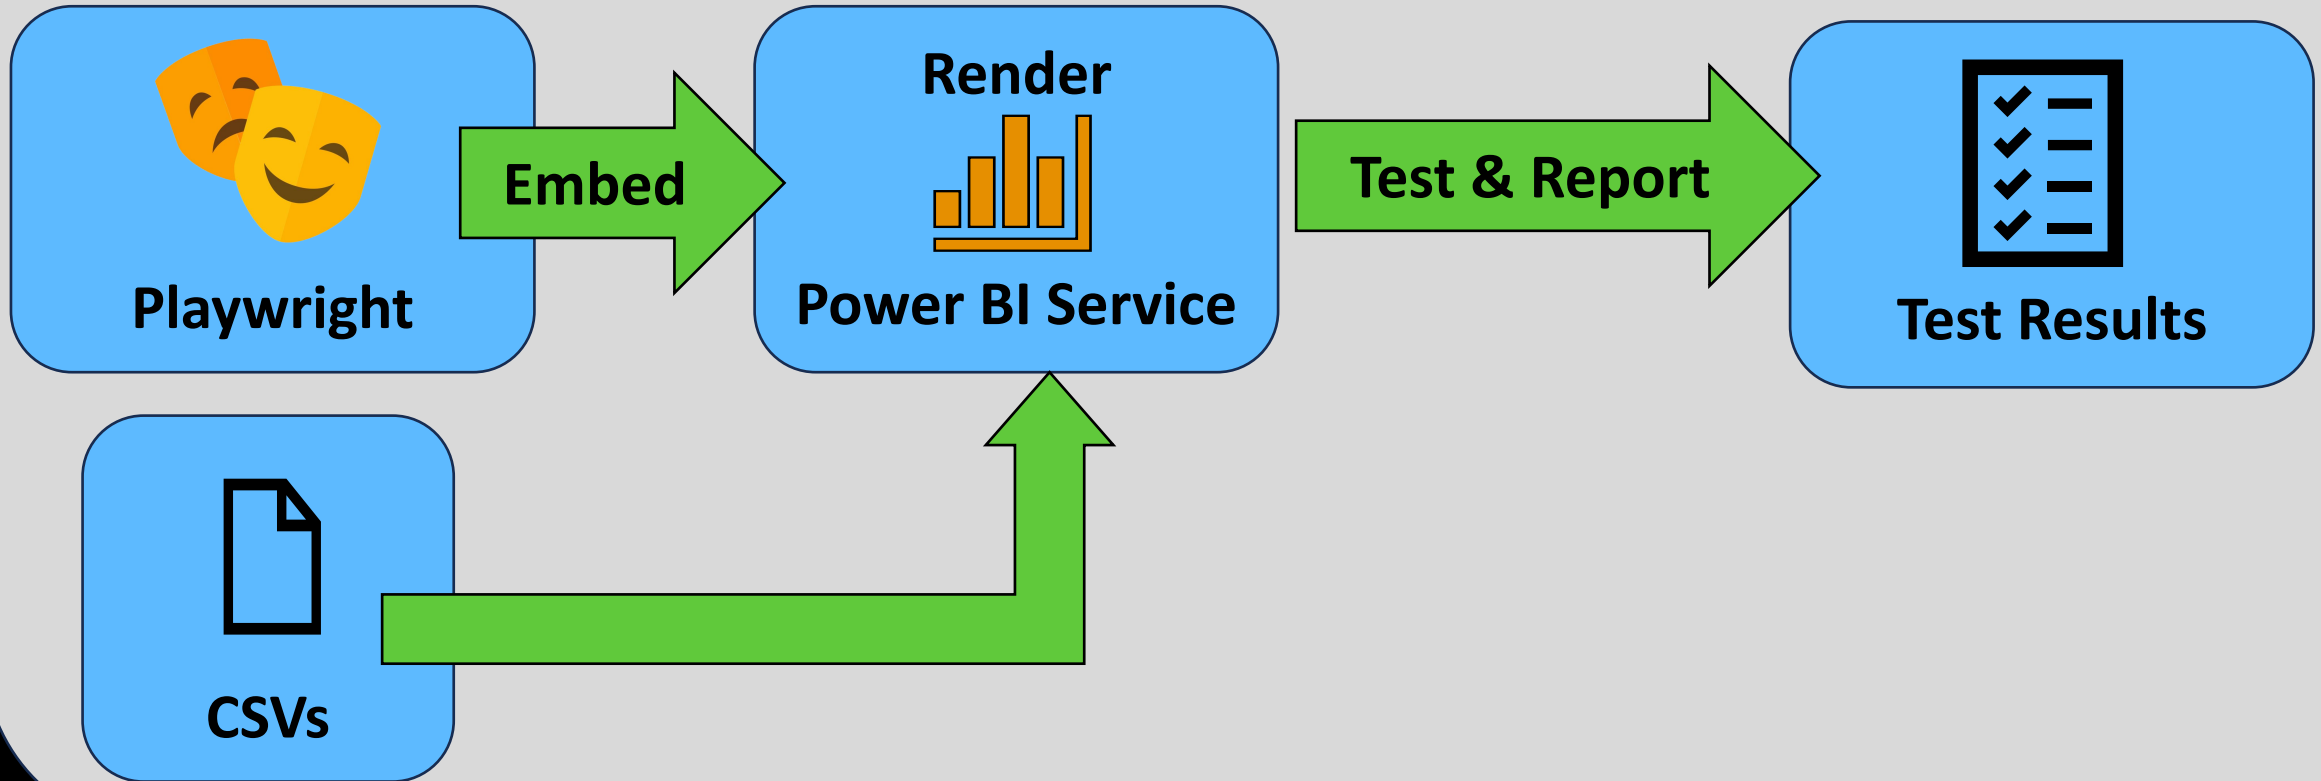 Playwright
Embed
Render
Power BI Service
Test & Report
Test Results
CSVs